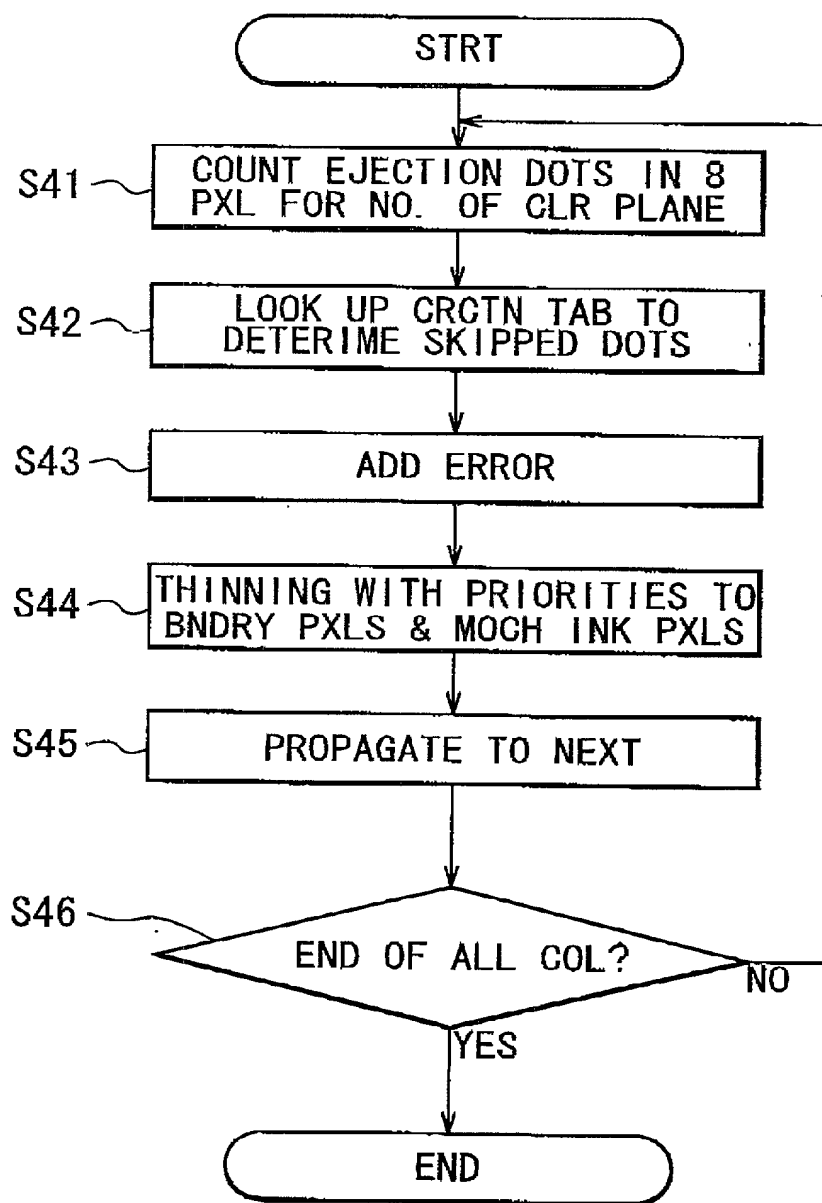 STRT
S41
COUNT EJECTION DOTS IN 8
PXL FOR NO. OF CLR PLANE
S42
LOOK UP CRCTN TAB TO
DETERIME SKIPPED DOTS
S43
ADD ERROR
S44
THINNING WITH PRIORITIES TO
BNDRY PXLS & MOCH INK PXLS
S45
PROPAGATE TO NEXT
S46
END OF ALL COL?
NO
YES
END